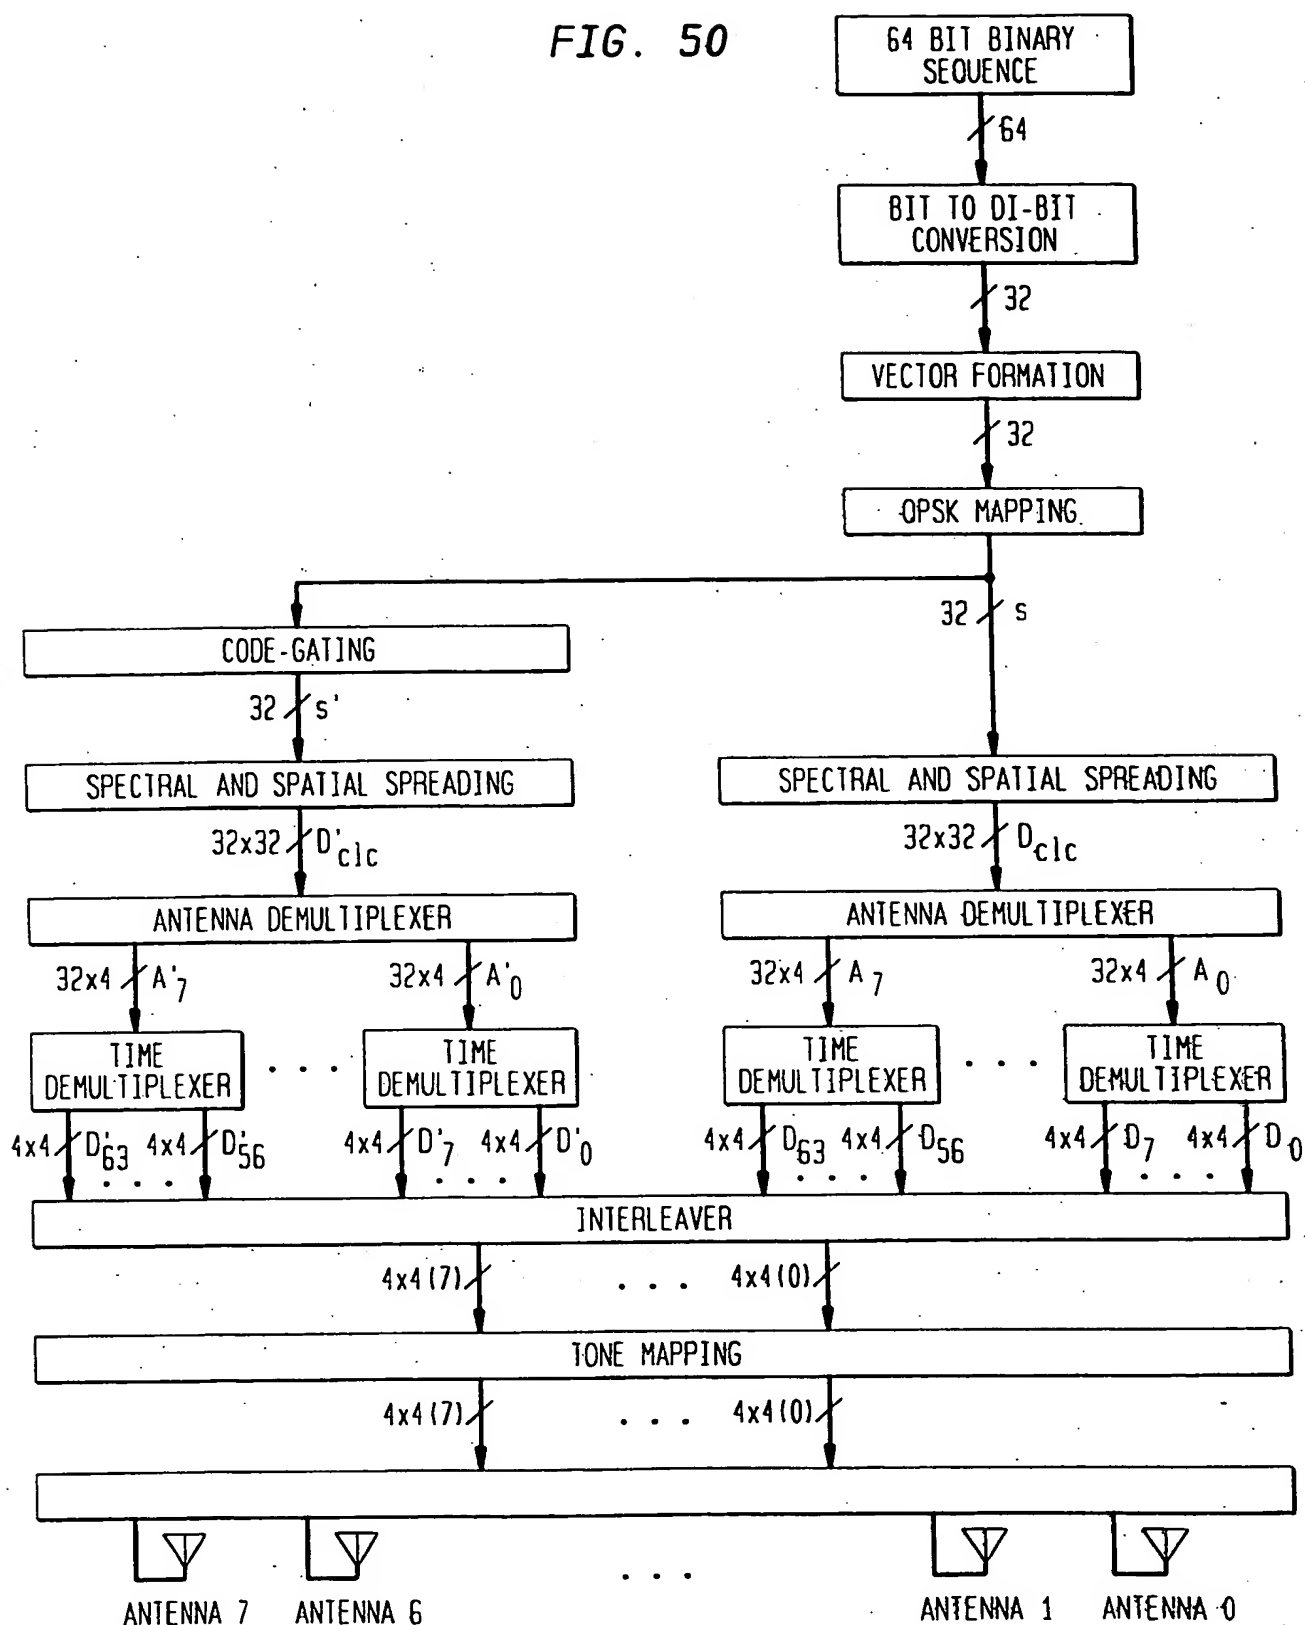 FIG. 50
64 BIT BINARY
SEQUENCE
64
BIT TO DI-BIT
CONVERSION
32
VECTOR FORMATION
32
QPSK MAPPING
32 s
CODE-GATING
32 s'
SPECTRAL AND SPATIAL SPREADING
SPECTRAL AND SPATIAL SPREADING
32x32 D'clc
32x32 Dclc
ANTENNA DEMULTIPLEXER
ANTENNA DEMULTIPLEXER
32x4 A'7 32x4 A'0
32x4 A7 32x4 A0
TIME
DEMULTIPLEXER
. . .
TIME
DEMULTIPLEXER
TIME
DEMULTIPLEXER
. . .
TIME
DEMULTIPLEXER
4x4 D'63 4x4 D'56 4x4 D'7 4x4 D'0
4x4 D63 4x4 D56 4x4 D7 4x4 D0
. . . . . . . . . . . .
INTERLEAVER
4x4(7) . . . 4x4(0)
TONE MAPPING
4x4(7) . . . 4x4(0)
. . .
ANTENNA 7 ANTENNA 6 ANTENNA 1 ANTENNA 0